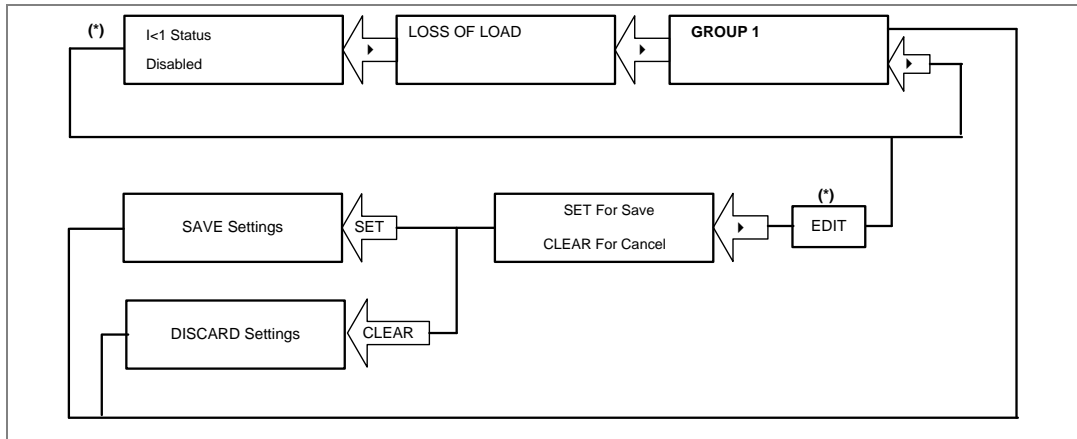 (*)
I<1 Status
Disabled
LOSS OF LOAD
GROUP 1
SAVE Settings
SET
SET For Save
CLEAR For Cancel
(*)
EDIT
DISCARD Settings
CLEAR